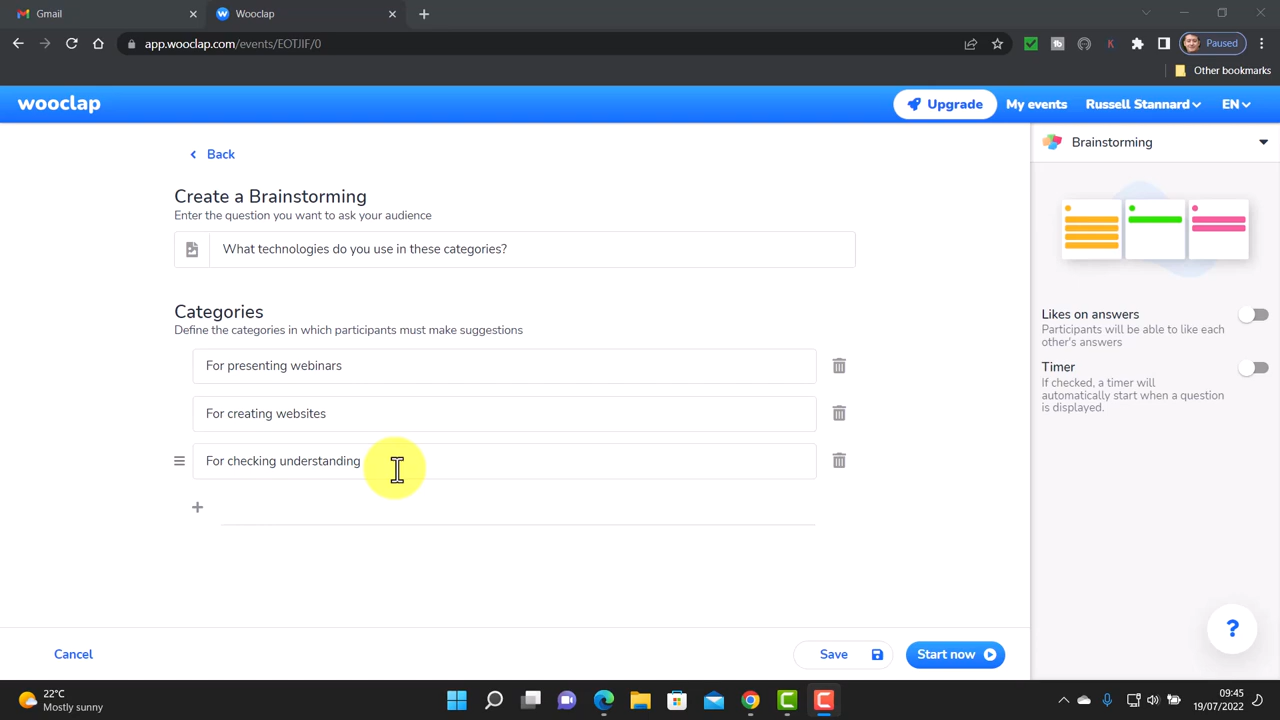 Gmail
Wooclap
app.wooclap.com/events/EOTJIF/0
Paused
Other bookmarks
wooclap
Upgrade
My events
Russell Stannard
EN
Back
Create a Brainstorming
Enter the question you want to ask your audience
What technologies do you use in these categories?
Categories
Define the categories in which participants must make suggestions
For presenting webinars
For creating websites
For checking understanding
Cancel
Save
Start now
Brainstorming
Likes on answers
Participants will be able to like each
other's answers
Timer
If checked, a timer will
automatically start when a question
is displayed.
?
22°C
Mostly sunny
09:45
19/07/2022